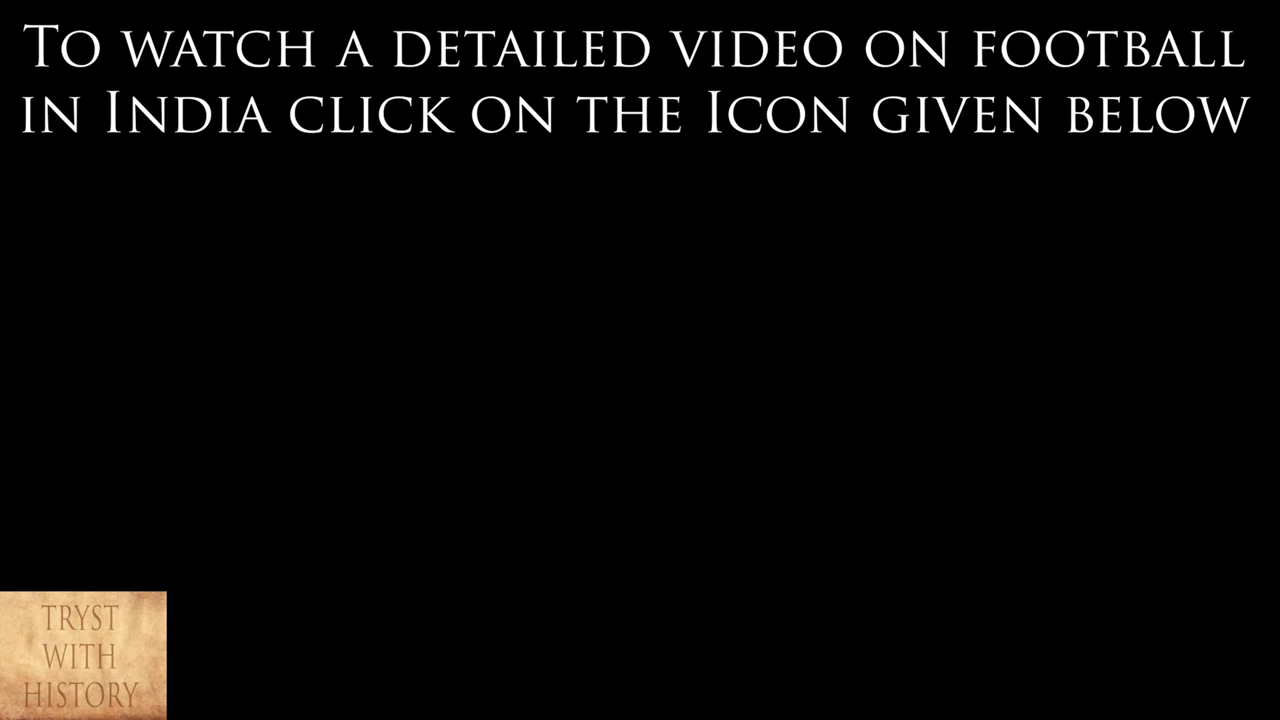 To watch a detailed video on football
in India click on the Icon given below
TRYST
WITH
HISTORY